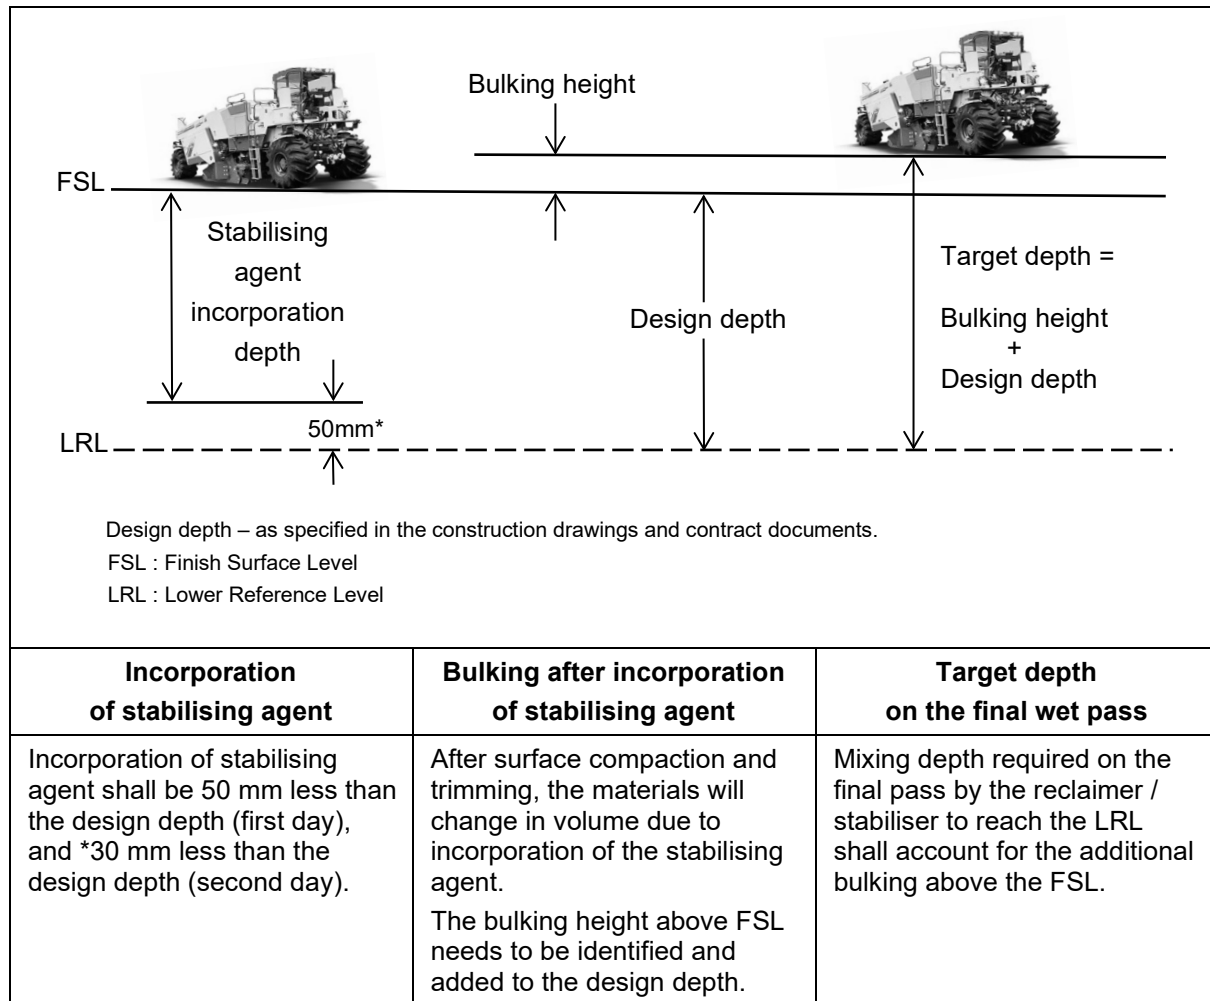 Bulking height
FSL
Stabilising
agent
incorporation
depth
Design depth
Target depth =
Bulking height
+
Design depth
50mm*
LRL
Design depth – as specified in the construction drawings and contract documents.
FSL : Finish Surface Level
LRL : Lower Reference Level
Incorporation
of stabilising agent
Bulking after incorporation
of stabilising agent
Target depth
on the final wet pass
Incorporation of stabilising
agent shall be 50 mm less than
the design depth (first day),
and *30 mm less than the
design depth (second day).
After surface compaction and
trimming, the materials will
change in volume due to
incorporation of the stabilising
agent.
The bulking height above FSL
needs to be identified and
added to the design depth.
Mixing depth required on the
final pass by the reclaimer /
stabiliser to reach the LRL
shall account for the additional
bulking above the FSL.